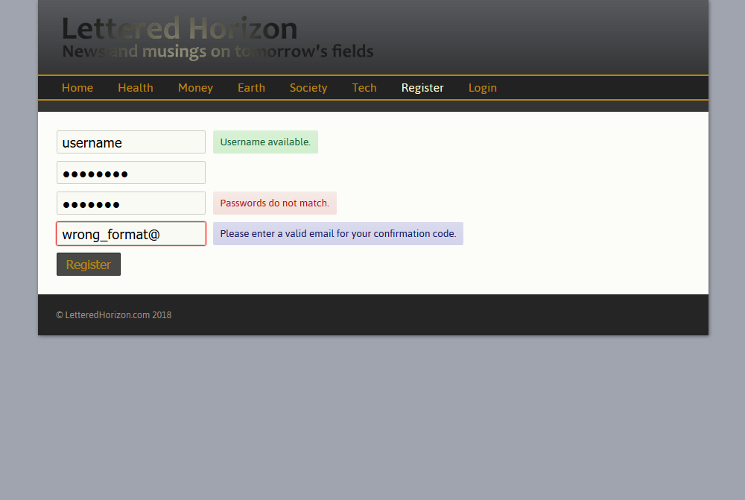 Lettered Horizon
News and musings on tomorrow's fields
Home Health Money Earth Society Tech Register Login
username Username available.
●●●●●●●●
●●●●●●● Passwords do not match.
wrong_format@ Please enter a valid email for your confirmation code.
Register
© LetteredHorizon.com 2018